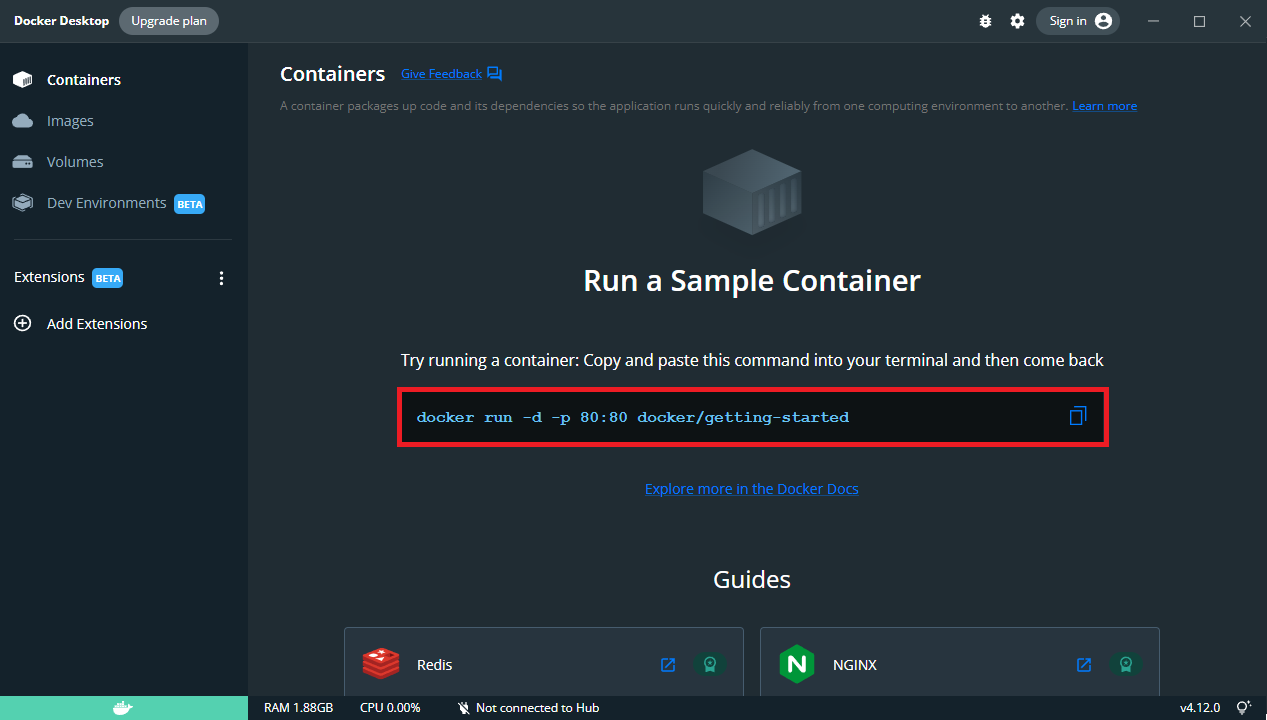 Docker Desktop Upgrade plan Sign in
Containers
Images
Volumes
Dev Environments BETA
Extensions BETA
Add Extensions
Containers Give Feedback
A container packages up code and its dependencies so the application runs quickly and reliably from one computing environment to another. Learn more
Run a Sample Container
Try running a container: Copy and paste this command into your terminal and then come back
docker run -d -p 80:80 docker/getting-started
Explore more in the Docker Docs
Guides
Redis
N NGINX
RAM 1.88GB CPU 0.00% Not connected to Hub v4.12.0